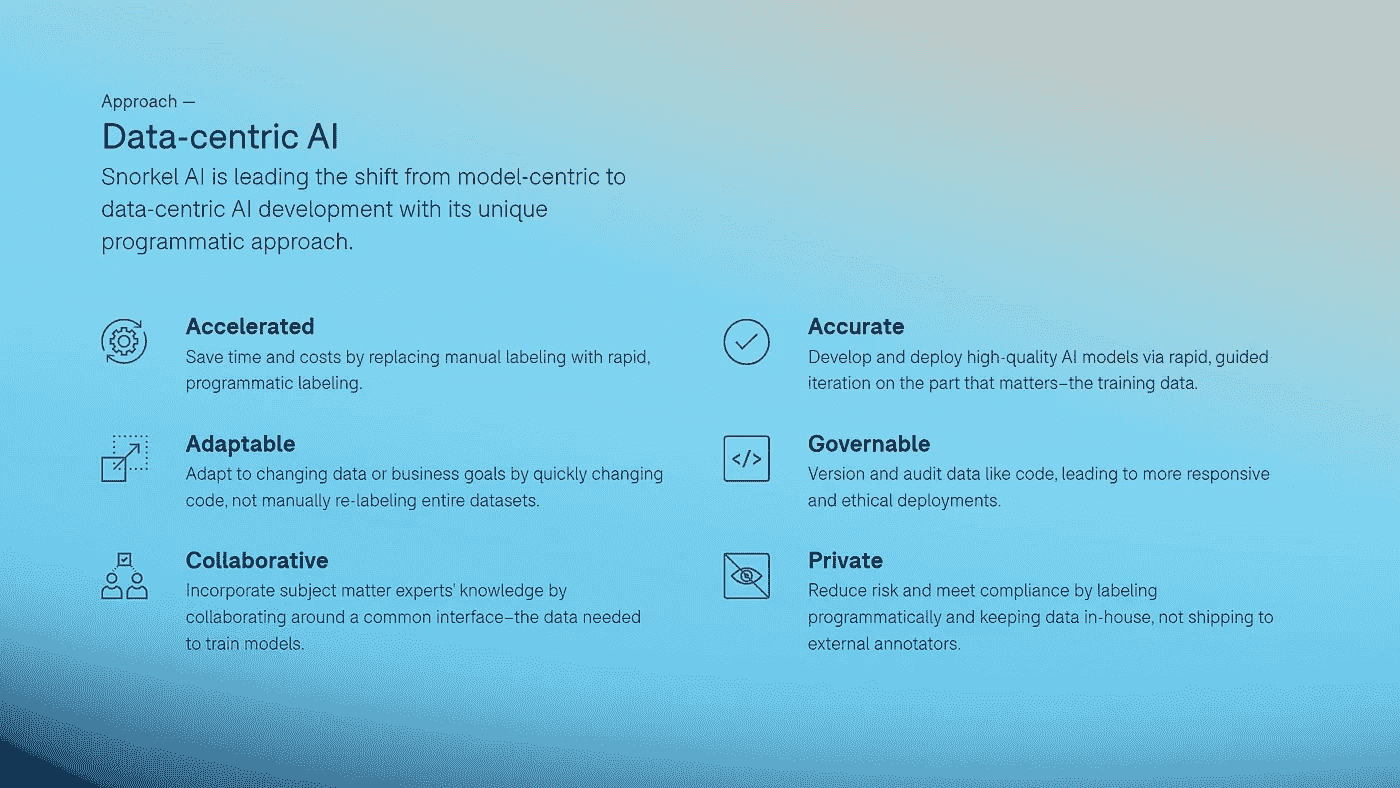 Approach —
Data-centric AI
Snorkel AI is leading the shift from model-centric to
data-centric AI development with its unique
programmatic approach.
Accelerated
Save time and costs by replacing manual labeling with rapid,
programmatic labeling.
Accurate
Develop and deploy high-quality AI models via rapid, guided
iteration on the part that matters–the training data.
Adaptable
Adapt to changing data or business goals by quickly changing
code, not manually re-labeling entire datasets.
</>
Governable
Version and audit data like code, leading to more responsive
and ethical deployments.
Collaborative
Incorporate subject matter experts' knowledge by
collaborating around a common interface–the data needed
to train models.
Private
Reduce risk and meet compliance by labeling
programmatically and keeping data in-house, not shipping to
external annotators.